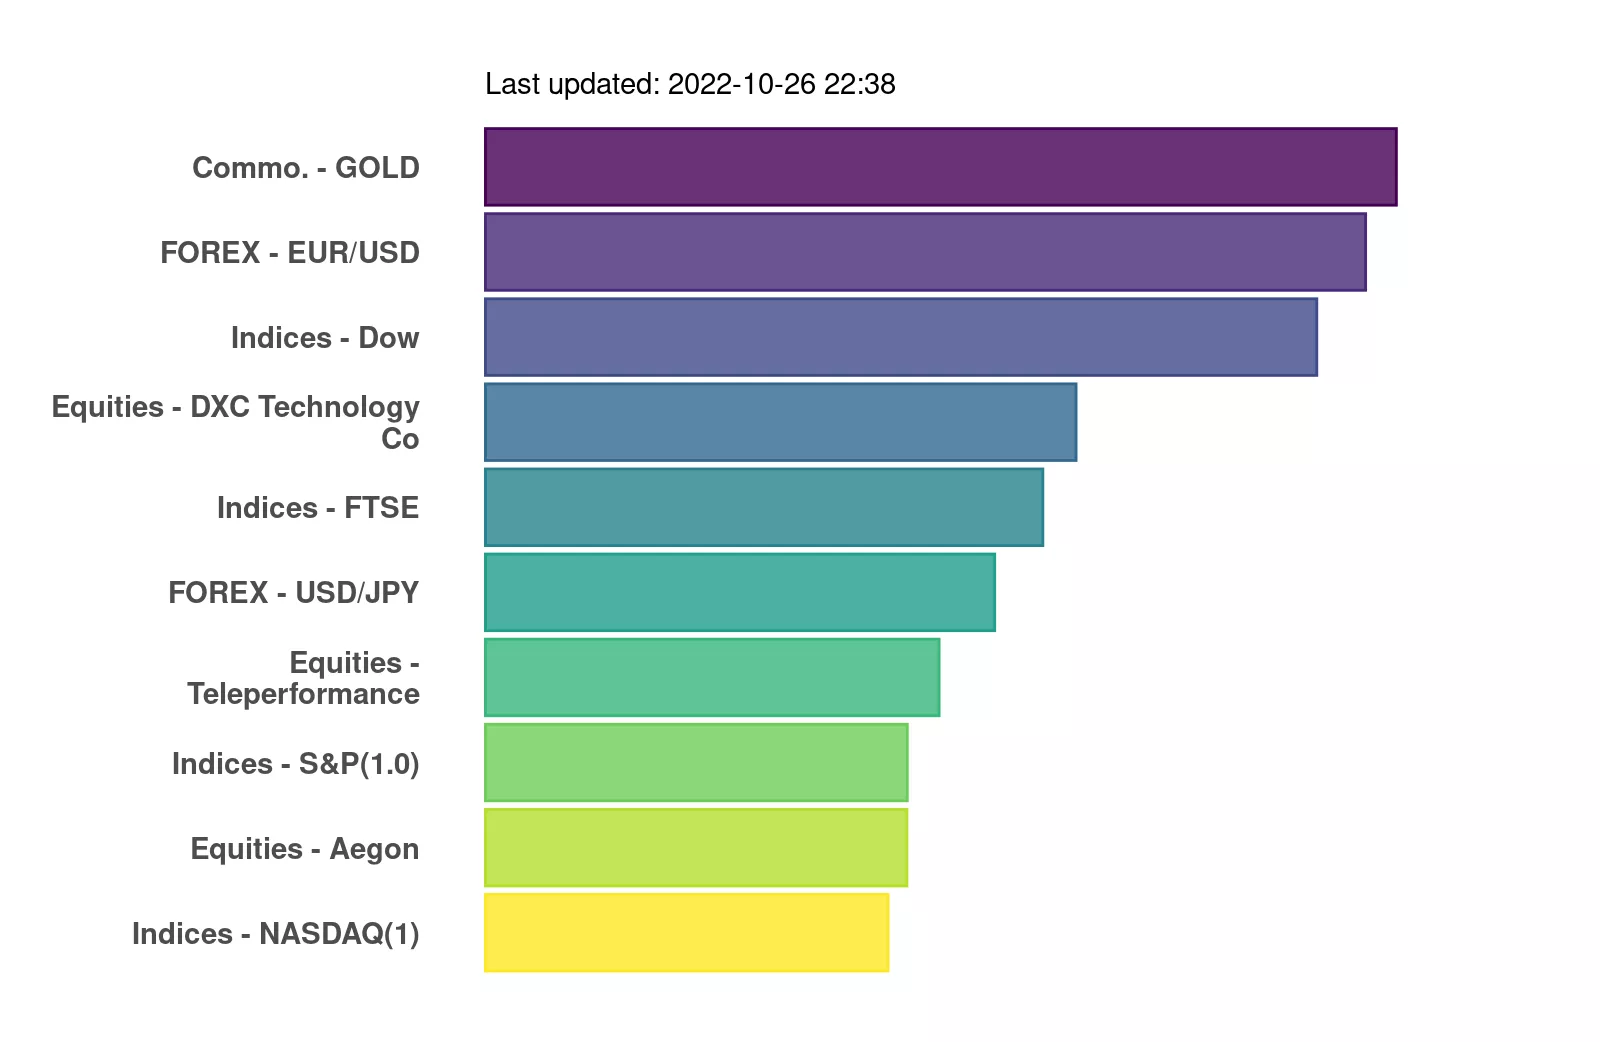 Last updated: 2022-10-26 22:38
Commo. - GOLD
FOREX - EUR/USD
Indices - Dow
Equities - DXC Technology
Co
Indices - FTSE
FOREX - USD/JPY
Equities -
Teleperformance
Indices - S&P(1.0)
Equities - Aegon
Indices - NASDAQ(1)